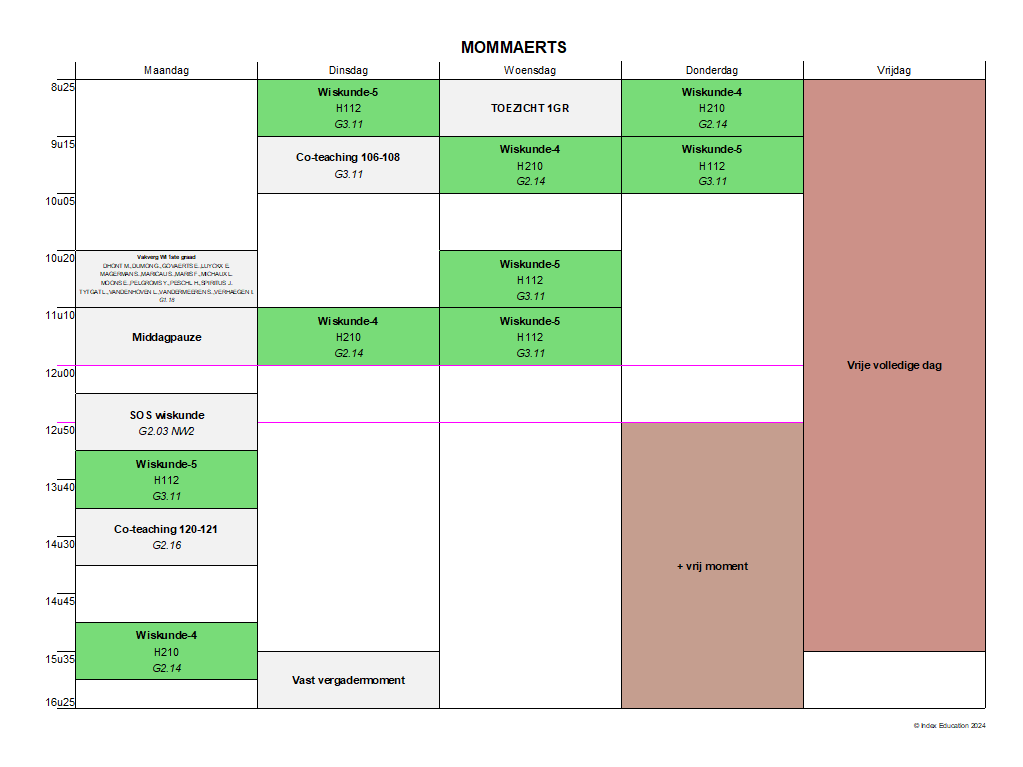 MOMMAERTS
Maandag
Dinsdag
Woensdag
Donderdag
Vrijdag
8u25
9u15
10u05
10u20
11u10
12u00
12u50
13u40
14u30
14u45
15u35
16u25
Vakverg WI 1ste graad
DHONT M., DUMON G., GOVAERTS E., LUYCKX E.
MAGERMAN S., MARICAU S., MARIS F., MICHAUX L.
MOONS E., PELGROMS Y., PESCHL H., SPIRITUS J.
TYTGAT L., VANDENHOVEN L., VANDERMEEREN S., VERHAEGEN I.
G1.18
Middagpauze
SOS wiskunde
G2.03 NW2
Wiskunde-5
H112
G3.11
Co-teaching 120-121
G2.16
Wiskunde-4
H210
G2.14
Wiskunde-5
H112
G3.11
Co-teaching 106-108
G3.11
Wiskunde-4
H210
G2.14
Vast vergadermoment
TOEZICHT 1GR
Wiskunde-4
H210
G2.14
Wiskunde-5
H112
G3.11
Wiskunde-5
H112
G3.11
Wiskunde-4
H210
G2.14
Wiskunde-5
H112
G3.11
+ vrij moment
Vrije volledige dag
© Index Education 2024